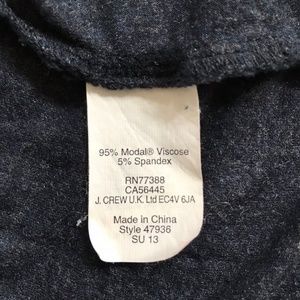 95% Modal® Viscose
5% Spandex
RN77388
CA56445
J. CREW U.K. Ltd EC4V 6JA
Made in China
Style 47936
SU 13